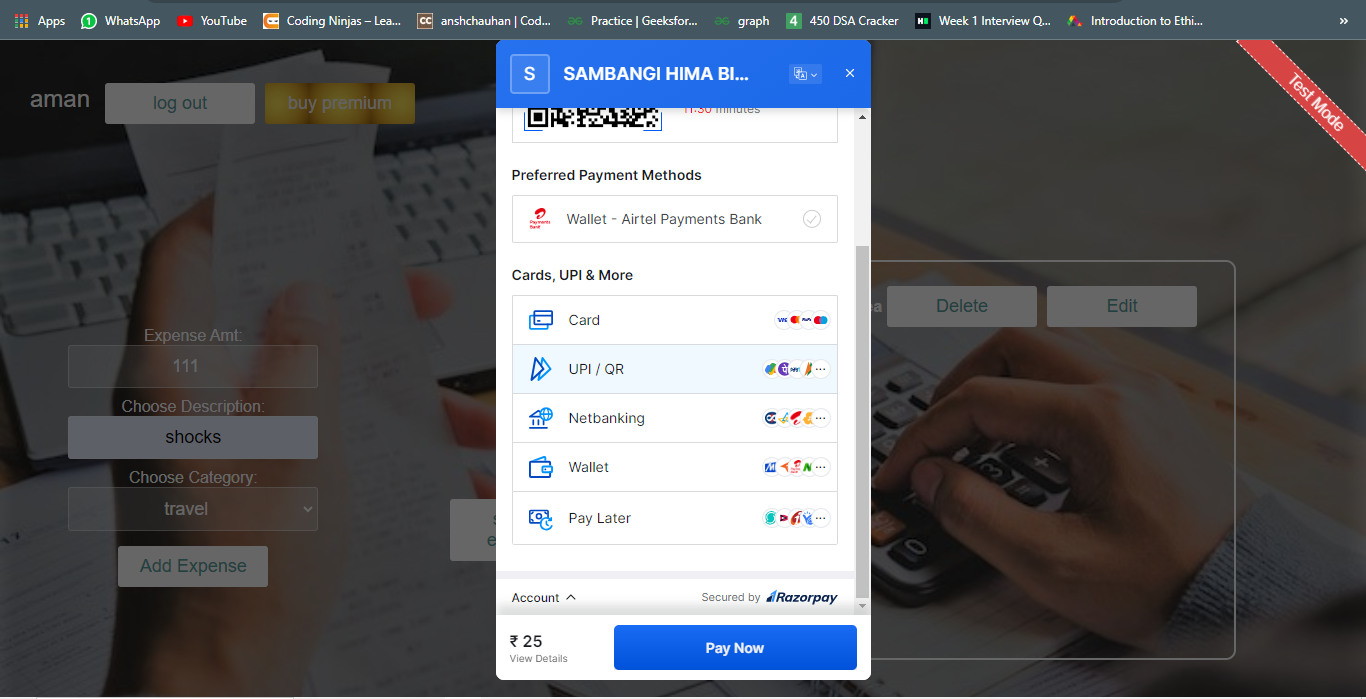 Apps WhatsApp YouTube Coding Ninjas – Lea... anshchauhan | Cod... Practice | Geeksfor... graph 450 DSA Cracker Week 1 Interview Q... Introduction to Ethi... »
S SAMBANGI HIMA BI...
Test Mode
aman log out buy premium
11:30 minutes
Preferred Payment Methods
Wallet - Airtel Payments Bank
Cards, UPI & More
Card
UPI / QR
Netbanking
Wallet
Pay Later
Account
Secured by Razorpay
₹ 25
View Details
Pay Now
Expense Amt:
111
Choose Description:
shocks
Choose Category:
travel
Add Expense
Delete
Edit